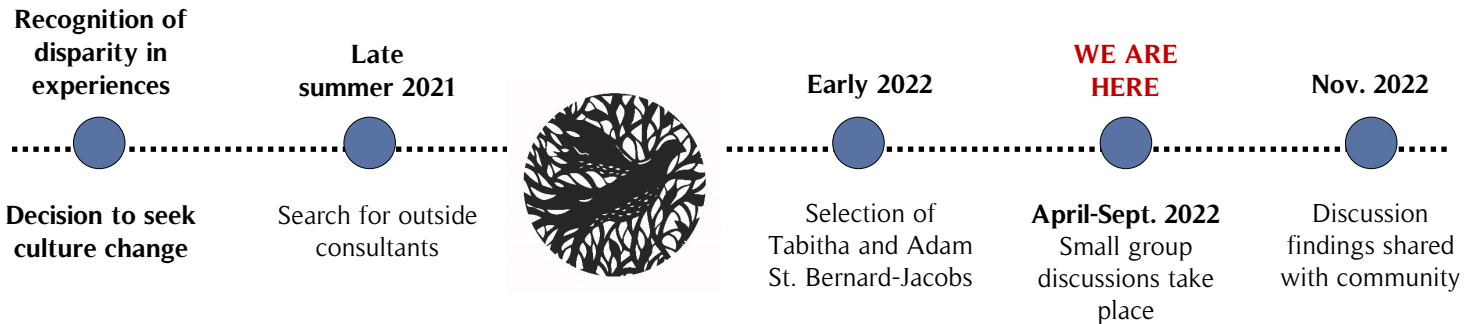 Recognition of
disparity in
experiences
Decision to seek
culture change
Late
summer 2021
Search for outside
consultants
Early 2022
Selection of
Tabitha and Adam
St. Bernard-Jacobs
WE ARE
HERE
April-Sept. 2022
Small group
discussions take
place
Nov. 2022
Discussion
findings shared
with community